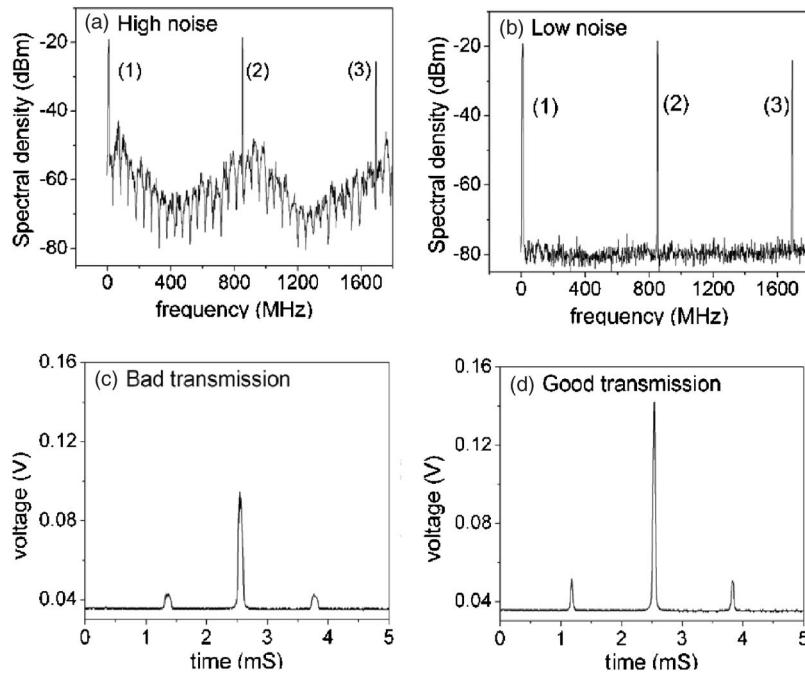 (a) High noise
-20
-40
-60
-80
Spectral density (dBm)
(1)
(2)
(3)
0 400 800 1200 1600
frequency (MHz)
(b) Low noise
-20
-40
-60
-80
Spectral density (dBm)
(1)
(2)
(3)
0 400 800 1200 1600
frequency (MHz)
(c) Bad transmission
0.16
0.12
0.08
0.04
voltage (V)
0 1 2 3 4 5
time (mS)
(d) Good transmission
0.16
0.12
0.08
0.04
voltage (V)
0 1 2 3 4 5
time (mS)